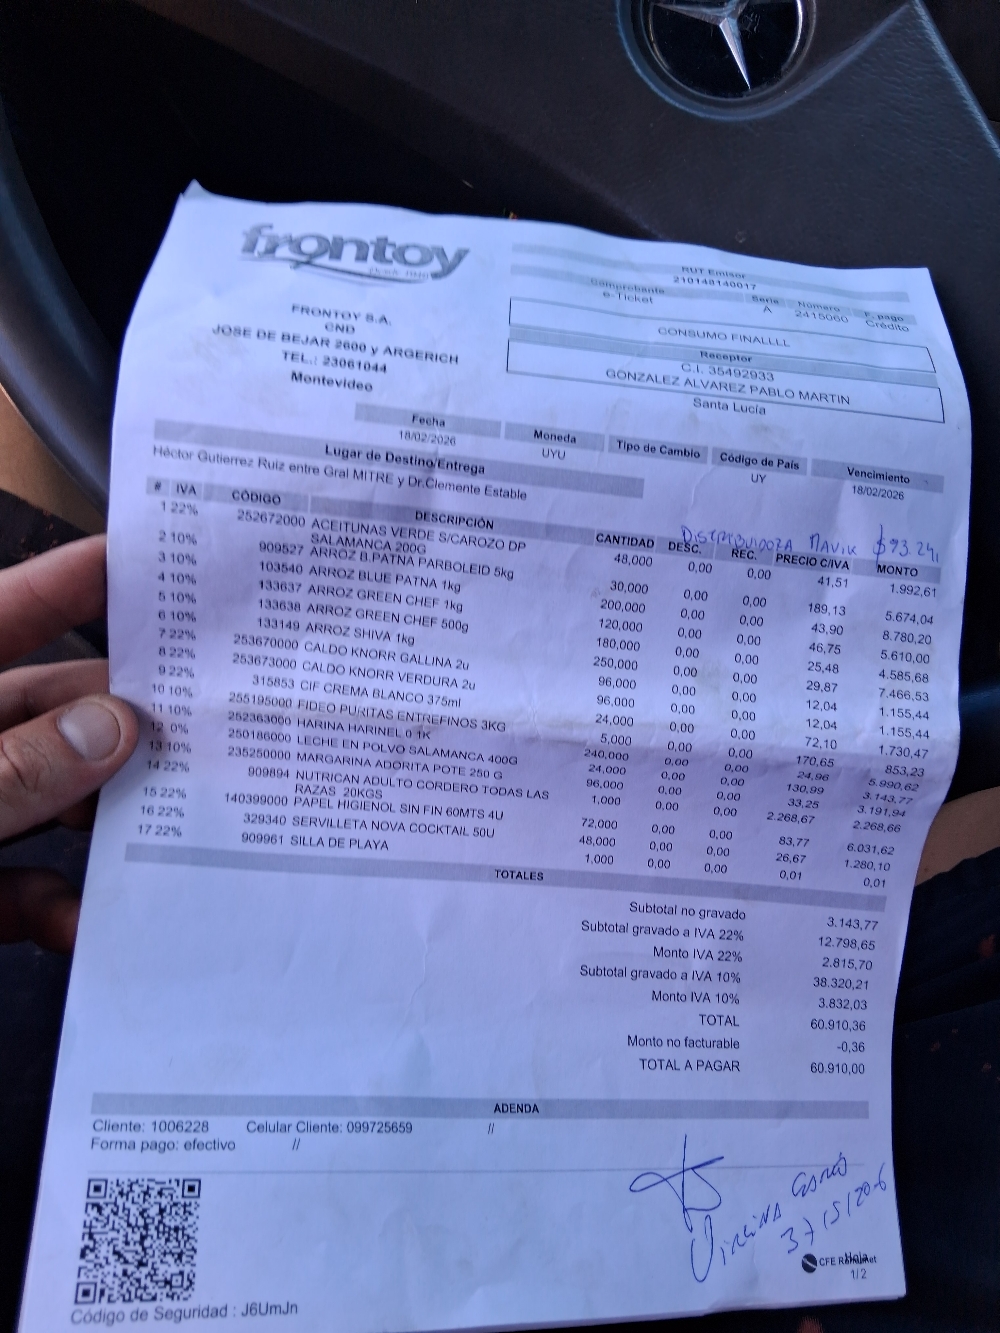 frontoy
desde 1940
FRONTOY S.A.
CND
JOSE DE BEJAR 2600 y ARGERICH
TEL.: 23061044
Montevideo
RUT Emisor
210148140017
Comprobante Serie Número F. pago
e-Ticket A 2415060 Crédito
CONSUMO FINALLLL
Receptor
C.I. 35492933
GONZALEZ ALVAREZ PABLO MARTIN
Santa Lucía
Fecha Moneda Tipo de Cambio Código de País Vencimiento
18/02/2026 UYU UY 18/02/2026
Lugar de Destino/Entrega
Héctor Gutierrez Ruiz entre Gral MITRE y Dr.Clemente Estable
DISTRIBUIDORA MAVIK
# IVA CÓDIGO DESCRIPCIÓN CANTIDAD DESC. REC. PRECIO C/IVA MONTO
1 22% 252672000 ACEITUNAS VERDE S/CAROZO DP SALAMANCA 200G 48,000 0,00 0,00 41,51 1.992,61
2 10% 909527 ARROZ B.PATNA PARBOLEID 5kg 30,000 0,00 0,00 189,13 5.674,04
3 10% 103540 ARROZ BLUE PATNA 1kg 200,000 0,00 0,00 43,90 8.780,20
4 10% 133637 ARROZ GREEN CHEF 1kg 120,000 0,00 0,00 46,75 5.610,00
5 10% 133638 ARROZ GREEN CHEF 500g 180,000 0,00 0,00 25,48 4.585,68
6 10% 133149 ARROZ SHIVA 1kg 250,000 0,00 0,00 29,87 7.466,53
7 22% 253670000 CALDO KNORR GALLINA 2u 96,000 0,00 0,00 12,04 1.155,44
8 22% 253673000 CALDO KNORR VERDURA 2u 96,000 0,00 0,00 12,04 1.155,44
9 22% 315853 CIF CREMA BLANCO 375ml 24,000 0,00 0,00 72,10 1.730,47
10 10% 255195000 FIDEO PURITAS ENTREFINOS 3KG 5,000 0,00 0,00 170,65 853,23
11 10% 252363000 HARINA HARINEL 0 1K 240,000 0,00 0,00 24,96 5.990,62
12 0% 250186000 LECHE EN POLVO SALAMANCA 400G 24,000 0,00 0,00 130,99 3.143,77
13 10% 235250000 MARGARINA ADORITA POTE 250 G 96,000 0,00 0,00 33,25 3.191,94
14 22% 909894 NUTRICAN ADULTO CORDERO TODAS LAS RAZAS 20KGS 1,000 0,00 0,00 2.268,67 2.268,66
15 22% 140399000 PAPEL HIGIENOL SIN FIN 60MTS 4U 72,000 0,00 0,00 83,77 6.031,62
16 22% 329340 SERVILLETA NOVA COCKTAIL 50U 48,000 0,00 0,00 26,67 1.280,10
17 22% 909961 SILLA DE PLAYA 1,000 0,00 0,00 0,01 0,01
TOTALES
Subtotal no gravado 3.143,77
Subtotal gravado a IVA 22% 12.798,65
Monto IVA 22% 2.815,70
Subtotal gravado a IVA 10% 38.320,21
Monto IVA 10% 3.832,03
TOTAL 60.910,36
Monto no facturable -0,36
TOTAL A PAGAR 60.910,00
ADENDA
Cliente: 1006228 Celular Cliente: 099725659 //
Forma pago: efectivo //
Código de Seguridad : J6UmJn
Hoja
1/2